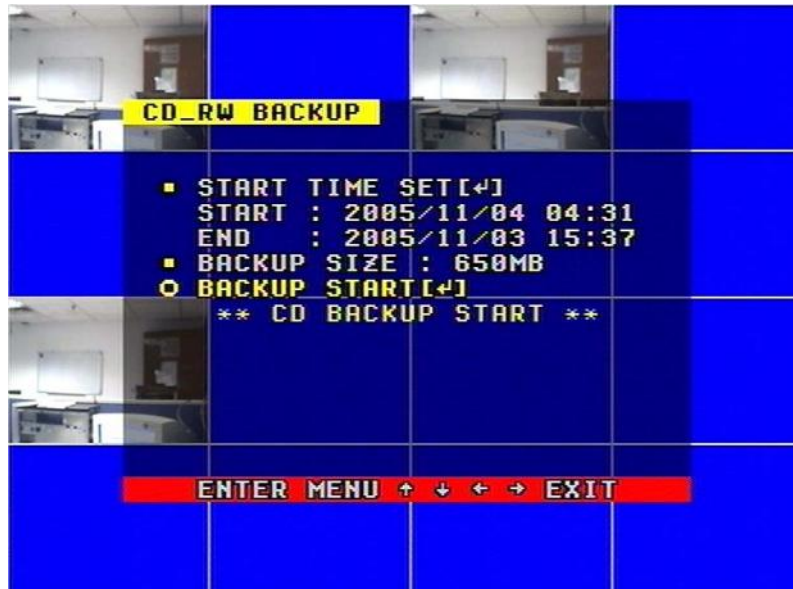 CD_RW BACKUP
START TIME SET[↵]
START : 2005/11/04 04:31
END : 2005/11/03 15:37
BACKUP SIZE : 650MB
BACKUP START[↵]
** CD BACKUP START **
ENTER MENU ↑ ↓ ← → EXIT